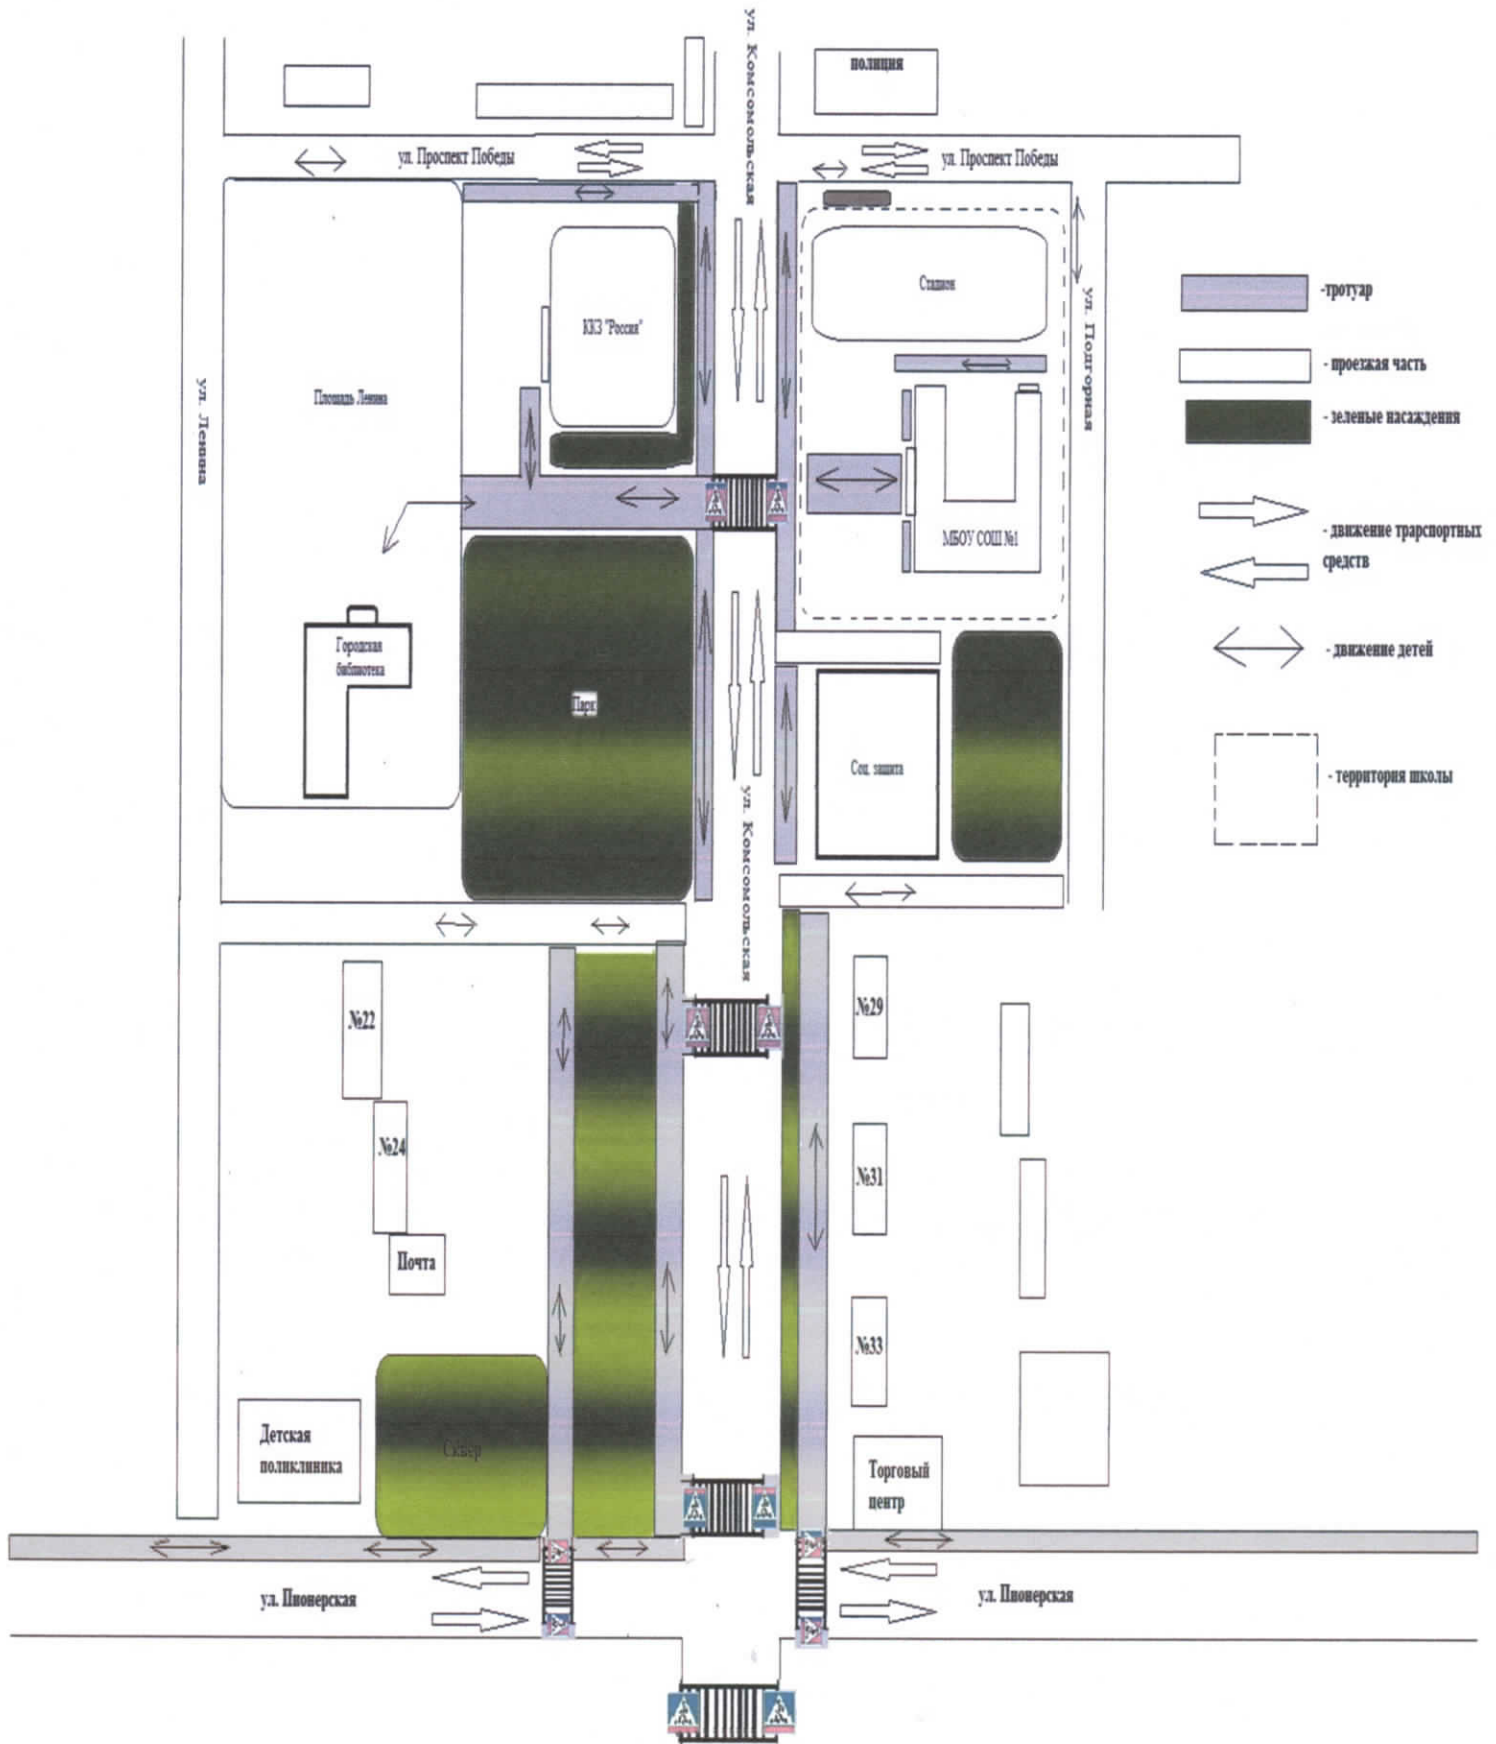 ул. Комсомольская
полиция
ул. Проспект Победы
ул. Проспект Победы
Стадион
ККЗ "Россия"
ул. Подгорная
-тротуар
- проезжая часть
- зеленые насаждения
Площадь Ленина
ул. Ленина
МБОУ СОШ №1
- движение трарспортных
средств
Городская
библиотека
- движение детей
Парк
Соц. защита
- территория школы
ул. Комсомольская
№22
№29
№24
№31
Почта
№33
Детская
поликлиника
Сквер
Торговый
центр
ул. Пионерская
ул. Пионерская